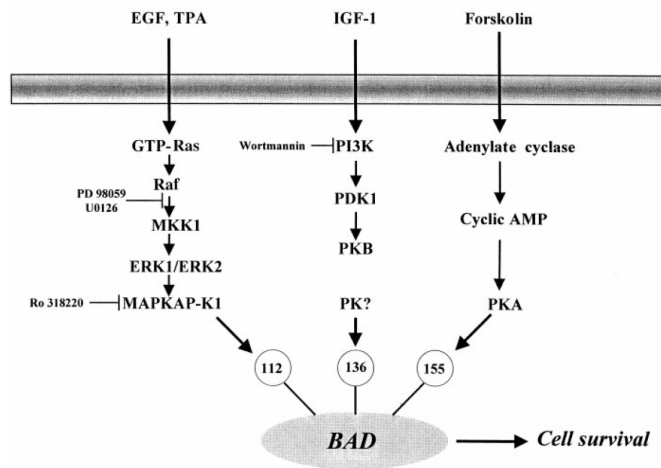 EGF, TPA
IGF-1
Forskolin
GTP-Ras
Wortmannin
PI3K
Adenylate cyclase
Raf
PD 98059
U0126
PDK1
MKK1
Cyclic AMP
PKB
ERK1/ERK2
Ro 318220
MAPKAP-K1
PK?
PKA
112
136
155
BAD
Cell survival